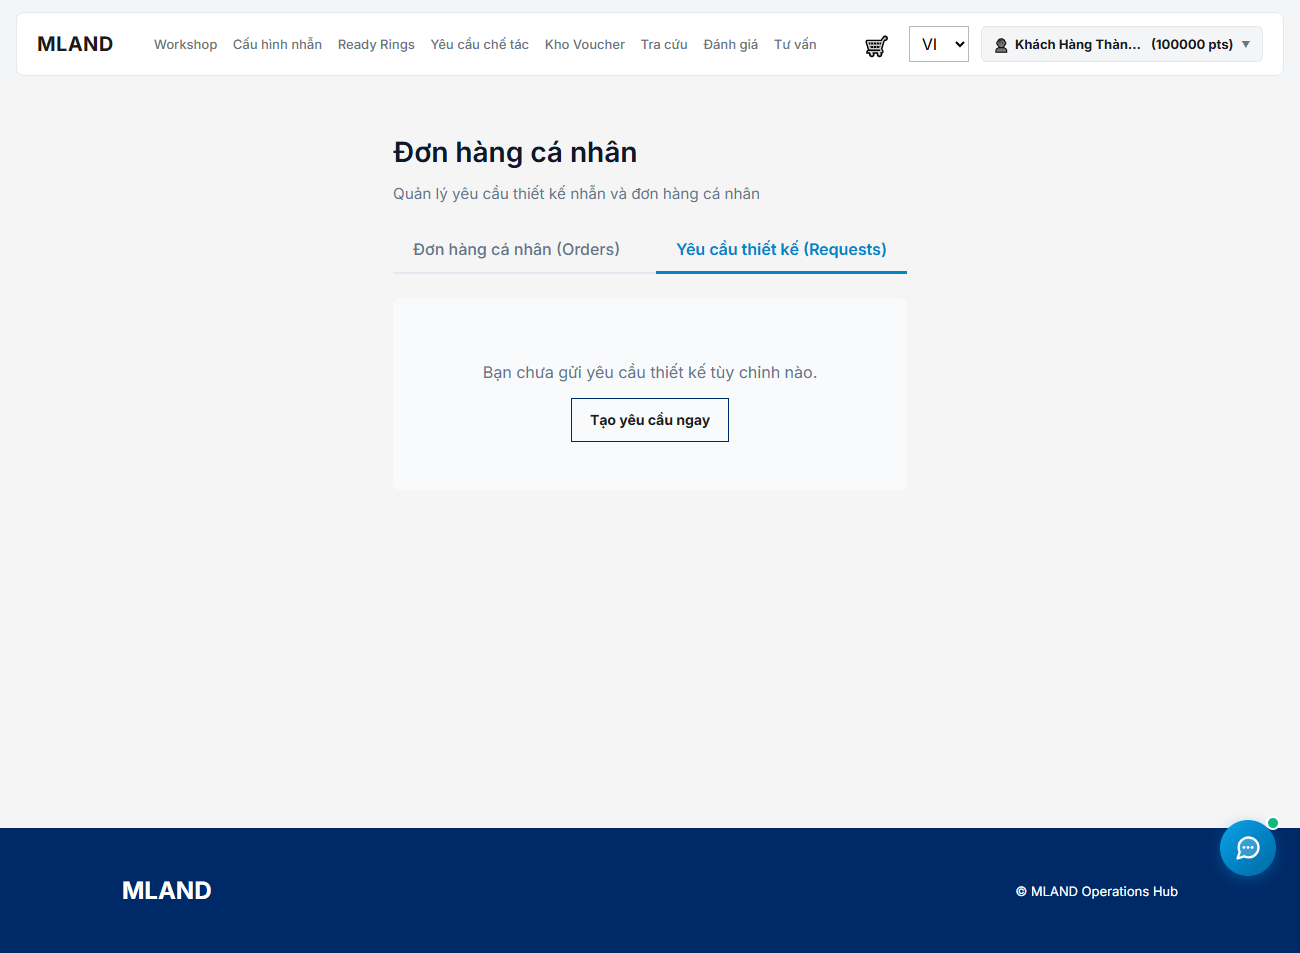 MLAND
Workshop
Cấu hình nhẫn
Ready Rings
Yêu cầu chế tác
Kho Voucher
Tra cứu
Đánh giá
Tư vấn
VI
Khách Hàng Thàn... (100000 pts) ▼
Đơn hàng cá nhân
Quản lý yêu cầu thiết kế nhẫn và đơn hàng cá nhân
Đơn hàng cá nhân (Orders)
Yêu cầu thiết kế (Requests)
Bạn chưa gửi yêu cầu thiết kế tùy chỉnh nào.
Tạo yêu cầu ngay
MLAND
© MLAND Operations Hub